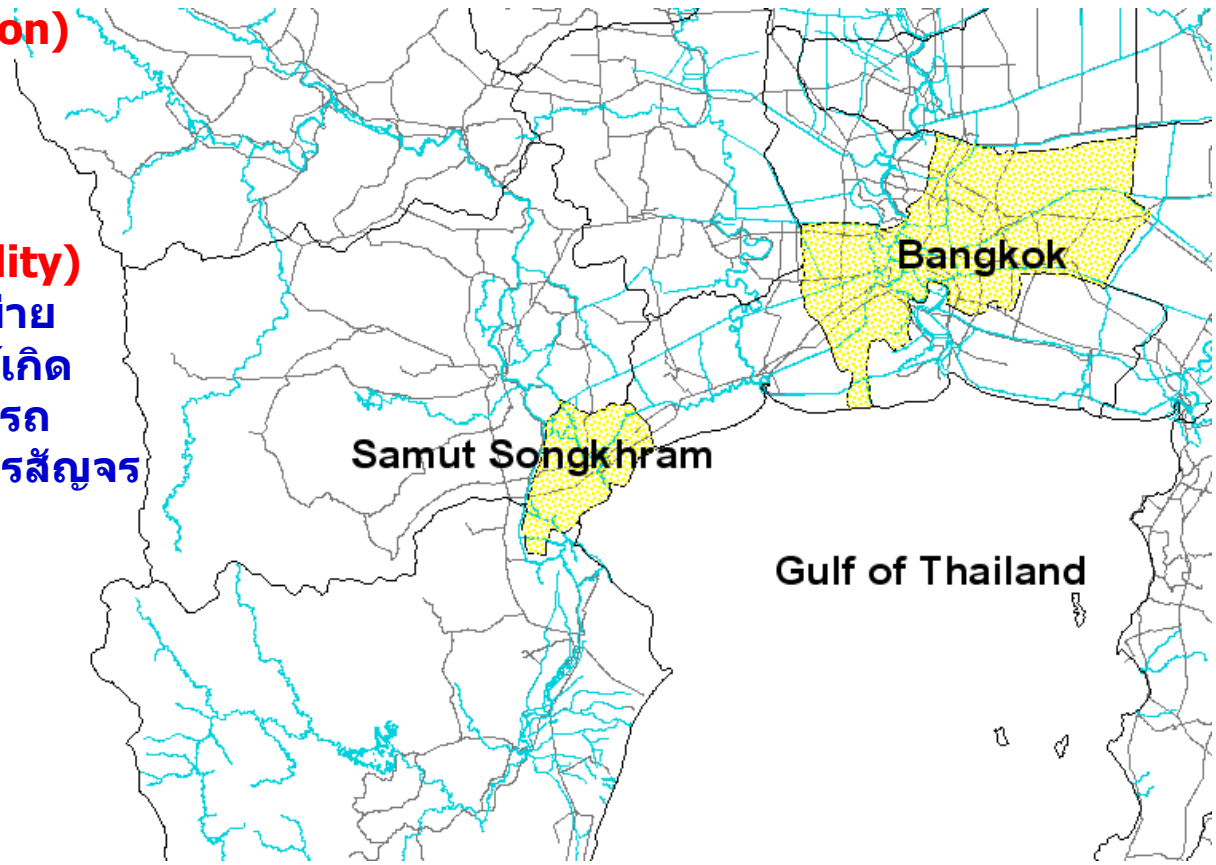 on)
lity)
่าย
้เกิด
รถ
รสัญจร
Bangkok
Samut Songkhram
Gulf of Thailand